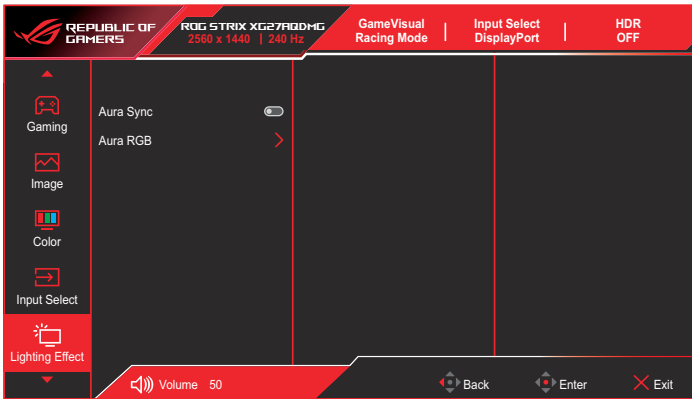 REPUBLIC OF
GAMERS
ROG STRIX XG27AQDMG
2560 x 1440 | 240 Hz
GameVisual
Racing Mode
Input Select
DisplayPort
HDR
OFF
Gaming
Image
Color
Input Select
Lighting Effect
Aura Sync
Aura RGB
Volume 50
Back
Enter
Exit